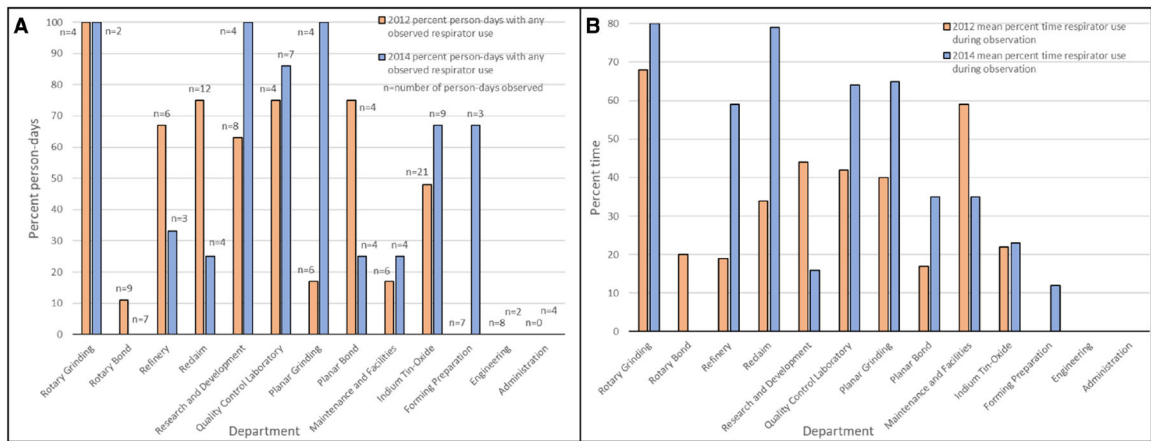 A
2012 percent person-days with any
observed respirator use
2014 percent person-days with any
observed respirator use
n=number of person-days observed
Percent person-days
100
90
80
70
60
50
40
30
20
10
0
n=4
n=2
n=9
n=7
n=6
n=3
n=12
n=4
n=8
n=4
n=4
n=7
n=6
n=4
n=4
n=4
n=6
n=4
n=21
n=9
n=7
n=3
n=8
n=2
n=0
n=4
Rotary Grinding
Rotary Bond
Refinery
Reclaim
Research and Development
Quality Control Laboratory
Planar Grinding
Planar Bond
Maintenance and Facilities
Indium Tin-Oxide
Forming Preparation
Engineering
Administration
Department
B
2012 mean percent time respirator use
during observation
2014 mean percent time respirator use
during observation
Percent time
80
70
60
50
40
30
20
10
0
Rotary Grinding
Rotary Bond
Refinery
Reclaim
Research and Development
Quality Control Laboratory
Planar Grinding
Planar Bond
Maintenance and Facilities
Indium Tin-Oxide
Forming Preparation
Engineering
Administration
Department